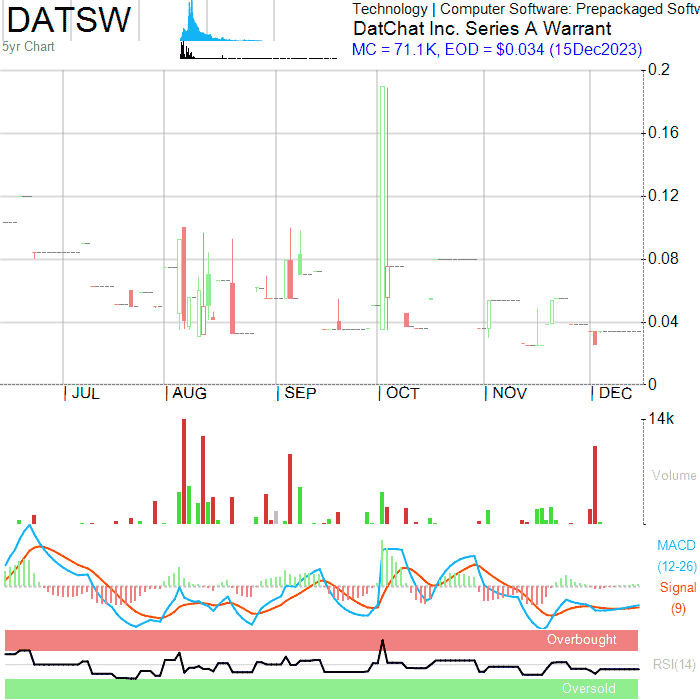 DATSW
5yr Chart
Technology | Computer Software: Prepackaged Softw
DatChat Inc. Series A Warrant
MC = 71.1K, EOD = $0.034 (15Dec2023)
0.2
0.16
0.12
0.08
0.04
0
JUL AUG SEP OCT NOV DEC
14k
Volume
MACD
(12-26)
Signal
(9)
Overbought
RSI(14)
Oversold